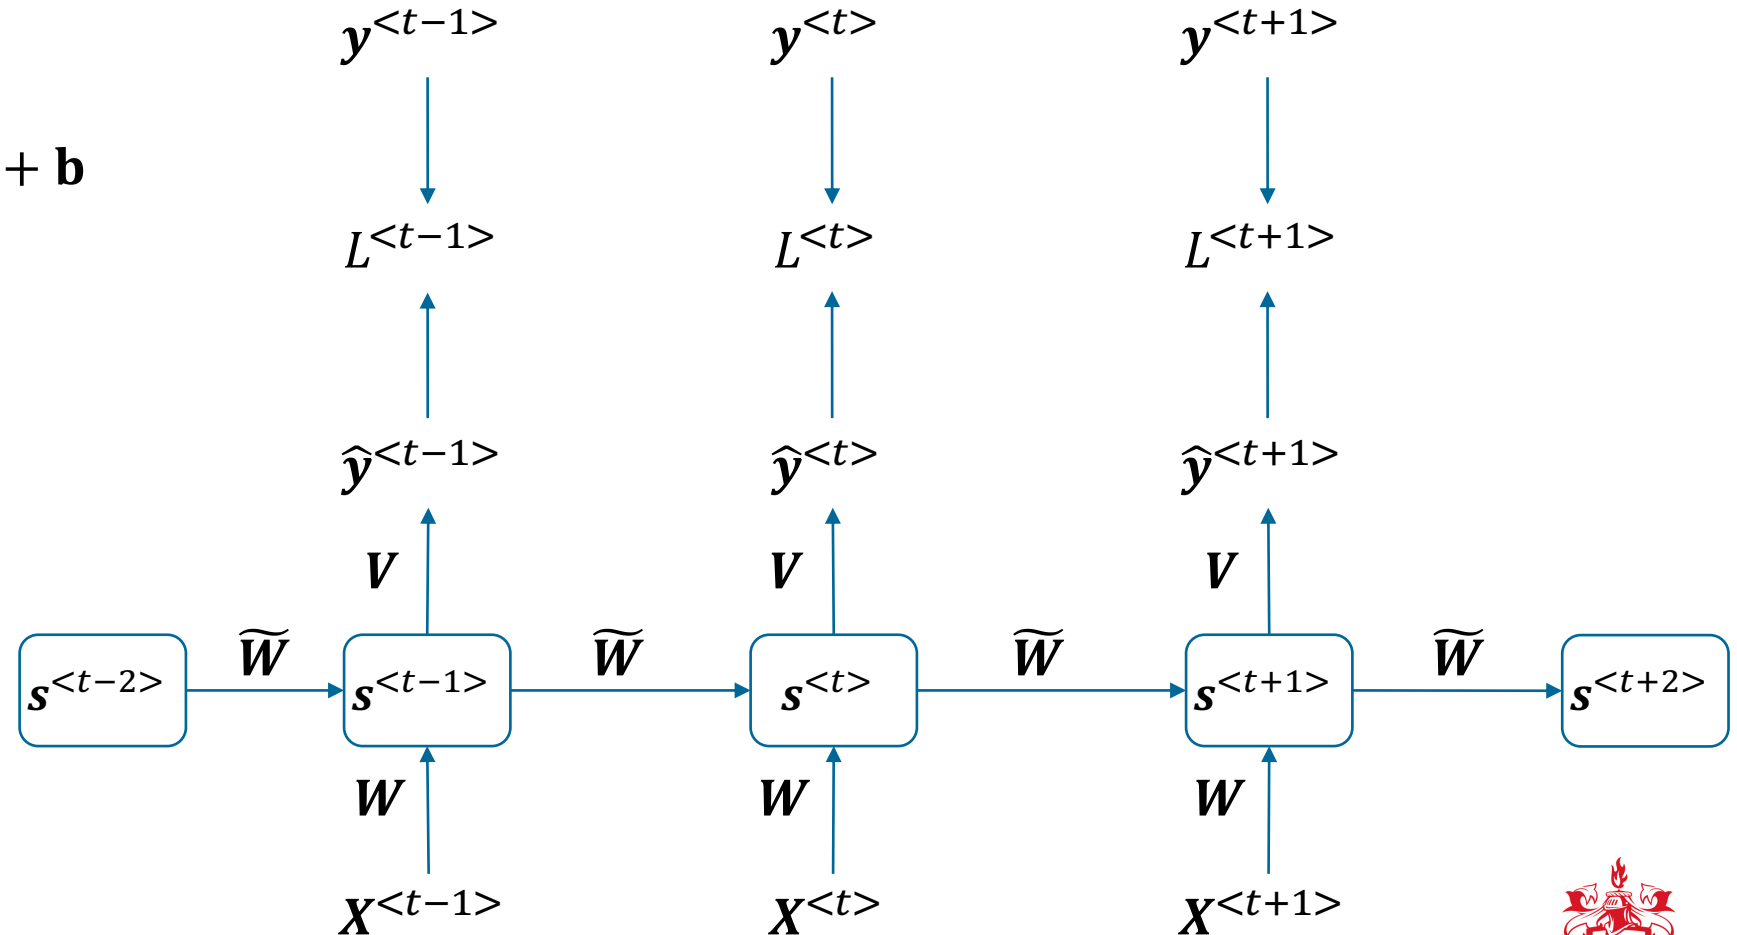 y^{<t−1>} y^{<t>} y^{<t+1>}
+ b
L^{<t−1>} L^{<t>} L^{<t+1>}
ŷ^{<t−1>} ŷ^{<t>} ŷ^{<t+1>}
V V V
W̃ W̃ W̃ W̃
s^{<t−2>} s^{<t−1>} s^{<t>} s^{<t+1>} s^{<t+2>}
W W W
X^{<t−1>} X^{<t>} X^{<t+1>}